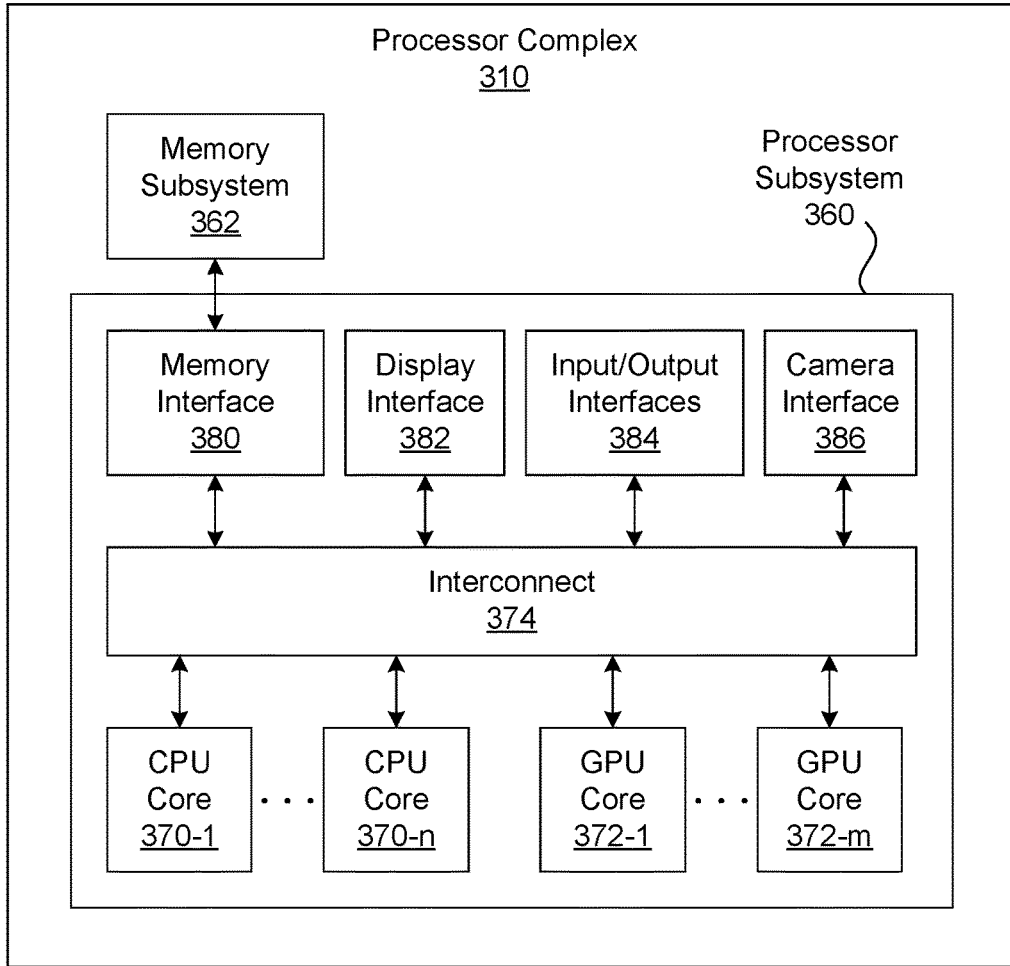 Processor Complex
310
Memory
Subsystem
362
Processor
Subsystem
360
Memory
Interface
380
Display
Interface
382
Input/Output
Interfaces
384
Camera
Interface
386
Interconnect
374
CPU
Core
370-1
. . .
CPU
Core
370-n
GPU
Core
372-1
. . .
GPU
Core
372-m